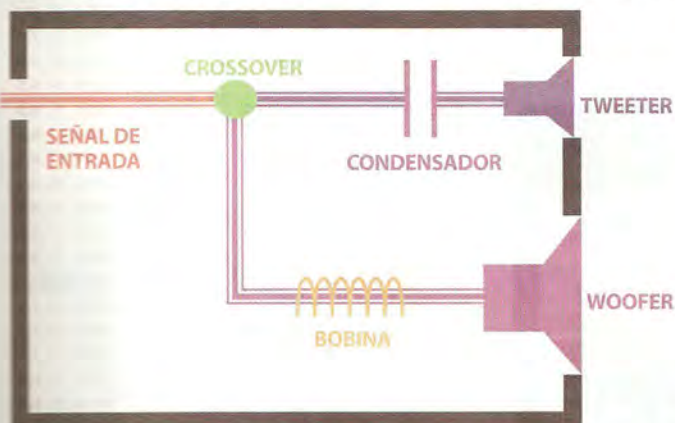 CROSSOVER
SEÑAL DE
ENTRADA
CONDENSADOR
TWEETER
BOBINA
WOOFER